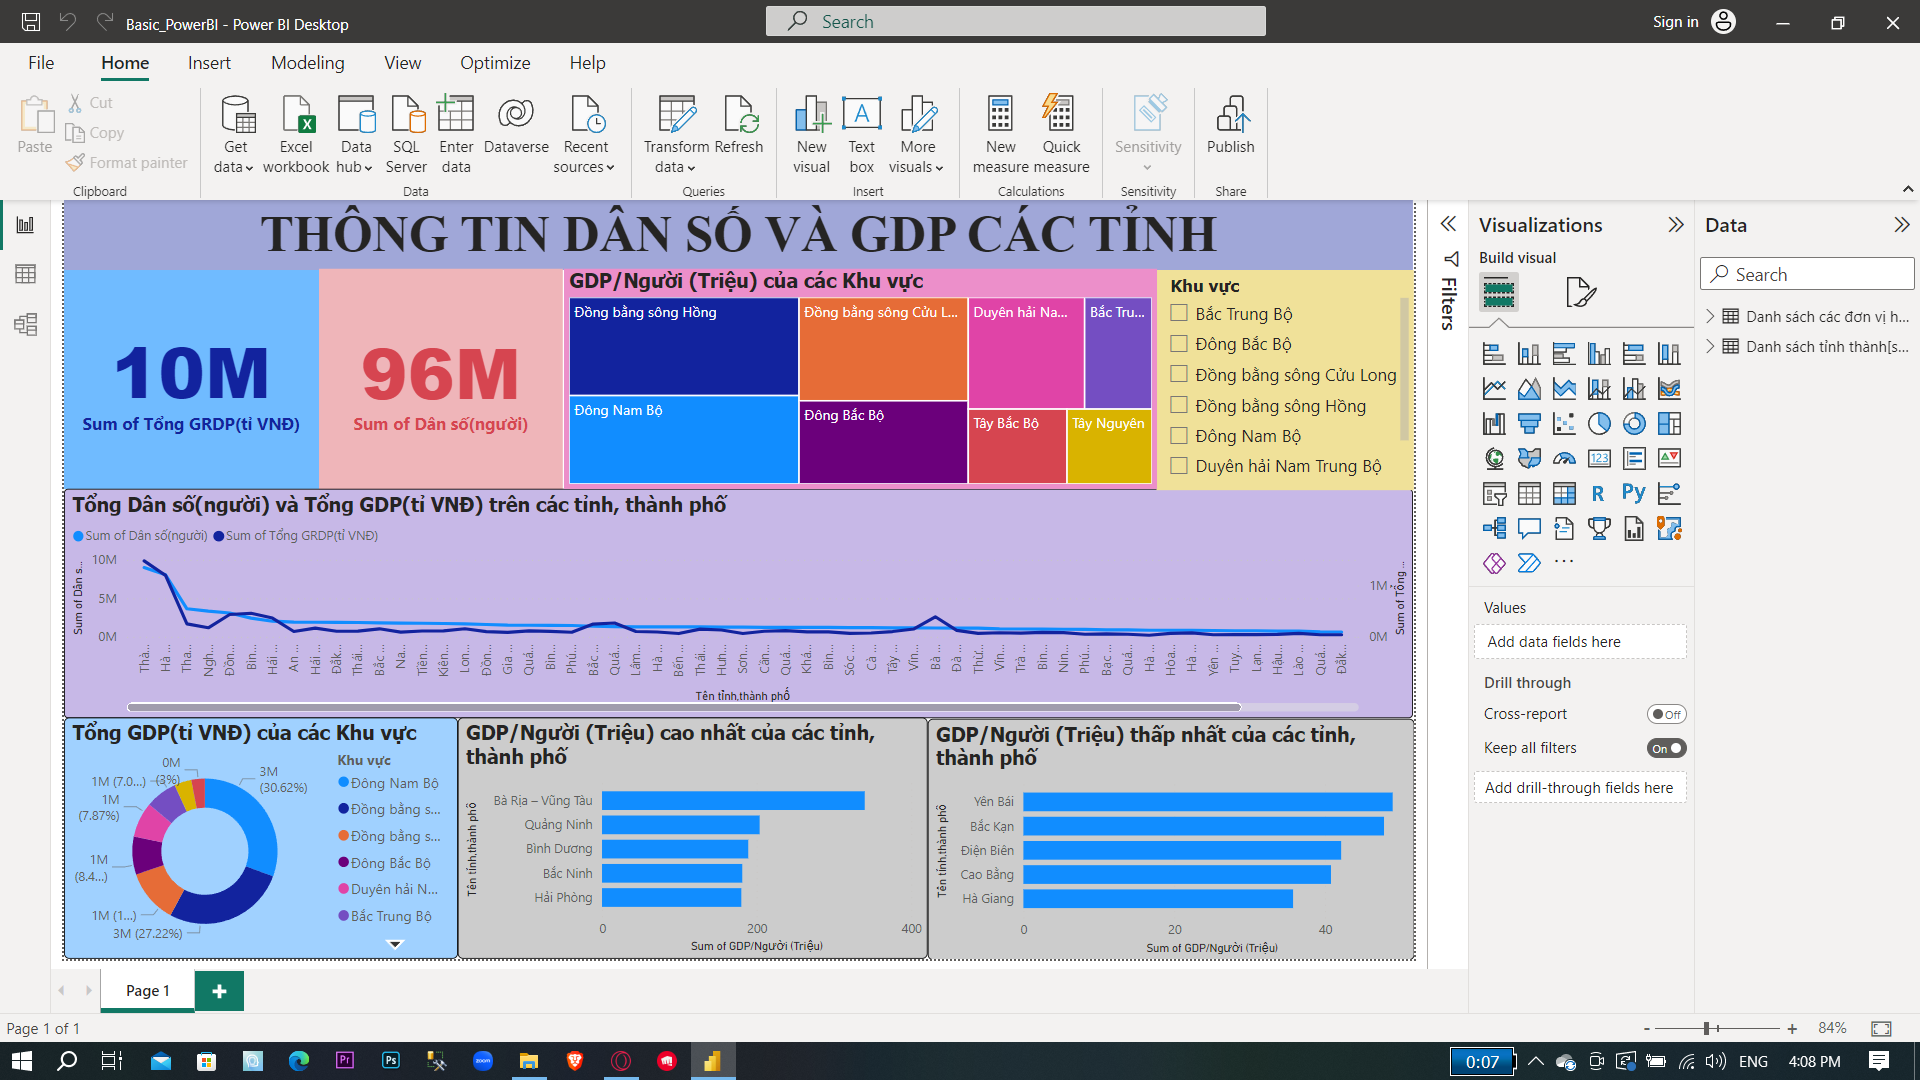 Basic_PowerBI - Power BI Desktop
Search
Sign in
File
Home
Insert
Modeling
View
Optimize
Help
Paste
Cut
Copy
Format painter
Clipboard
Get data
Excel workbook
Data hub
SQL Server
Enter data
Dataverse
Recent sources
Data
Transform data
Refresh
Queries
New visual
Text box
More visuals
Insert
New measure
Quick measure
Calculations
Sensitivity
Sensitivity
Publish
Share
THÔNG TIN DÂN SỐ VÀ GDP CÁC TỈNH
10M
Sum of Tổng GRDP(tỉ VNĐ)
96M
Sum of Dân số(người)
GDP/Người (Triệu) của các Khu vực
Đồng bằng sông Hồng
Đồng bằng sông Cửu L...
Duyên hải Na...
Bắc Tru...
Đông Nam Bộ
Đông Bắc Bộ
Tây Bắc Bộ
Tây Nguyên
Khu vực
Bắc Trung Bộ
Đông Bắc Bộ
Đồng bằng sông Cửu Long
Đồng bằng sông Hồng
Đông Nam Bộ
Duyên hải Nam Trung Bộ
Tổng Dân số(người) và Tổng GDP(tỉ VNĐ) trên các tỉnh, thành phố
Sum of Dân số(người)
Sum of Tổng GRDP(tỉ VNĐ)
Sum of Dân s...
10M
5M
0M
1M
0M
Sum of Tổng ...
Thà...
Hà ...
Tha...
Ngh...
Đồn...
Bìn...
Hải ...
An ...
Hải ...
Đắk...
Thái...
Bắc ...
Na...
Tiền...
Kiên...
Lon...
Đồn...
Gia ...
Quả...
Bìn...
Phú...
Bắc ...
Quả...
Lâm...
Hà ...
Bến ...
Thái...
Huh...
Sơn...
Cần...
Quả...
Khá...
Bìn...
Sóc ...
Cà ...
Tây ...
Vĩn...
Bà ...
Đà ...
Thừ...
Vĩn...
Trà ...
Bìn...
Nin...
Phú...
Bạc ...
Quả...
Hà ...
Hòa...
Hà ...
Yên ...
Tuy...
Lạn...
Hậu...
Lào ...
Quả...
Đắk...
Tên tỉnh,thành phố
Tổng GDP(tỉ VNĐ) của các Khu vực
0M
(3%)
3M
(30.62%)
1M (7.0...)
1M
(7.87%)
1M
(8.4...)
1M (1...)
3M (27.22%)
Khu vực
Đông Nam Bộ
Đồng bằng s...
Đồng bằng s...
Đông Bắc Bộ
Duyên hải N...
Bắc Trung Bộ
GDP/Người (Triệu) cao nhất của các tỉnh,
thành phố
Tên tỉnh,thành phố
Bà Rịa – Vũng Tàu
Quảng Ninh
Bình Dương
Bắc Ninh
Hải Phòng
0
200
400
Sum of GDP/Người (Triệu)
GDP/Người (Triệu) thấp nhất của các tỉnh,
thành phố
Tên tỉnh,thành phố
Yên Bái
Bắc Kạn
Điện Biên
Cao Bằng
Hà Giang
0
20
40
Sum of GDP/Người (Triệu)
Filters
Visualizations
Build visual
123
R
Py
Values
Add data fields here
Drill through
Cross-report
Off
Keep all filters
On
Add drill-through fields here
Data
Search
Danh sách các đơn vị h...
Danh sách tỉnh thành[s...
Page 1
Page 1 of 1
84%
Pr
Ps
zoom
0:07
ENG
4:08 PM